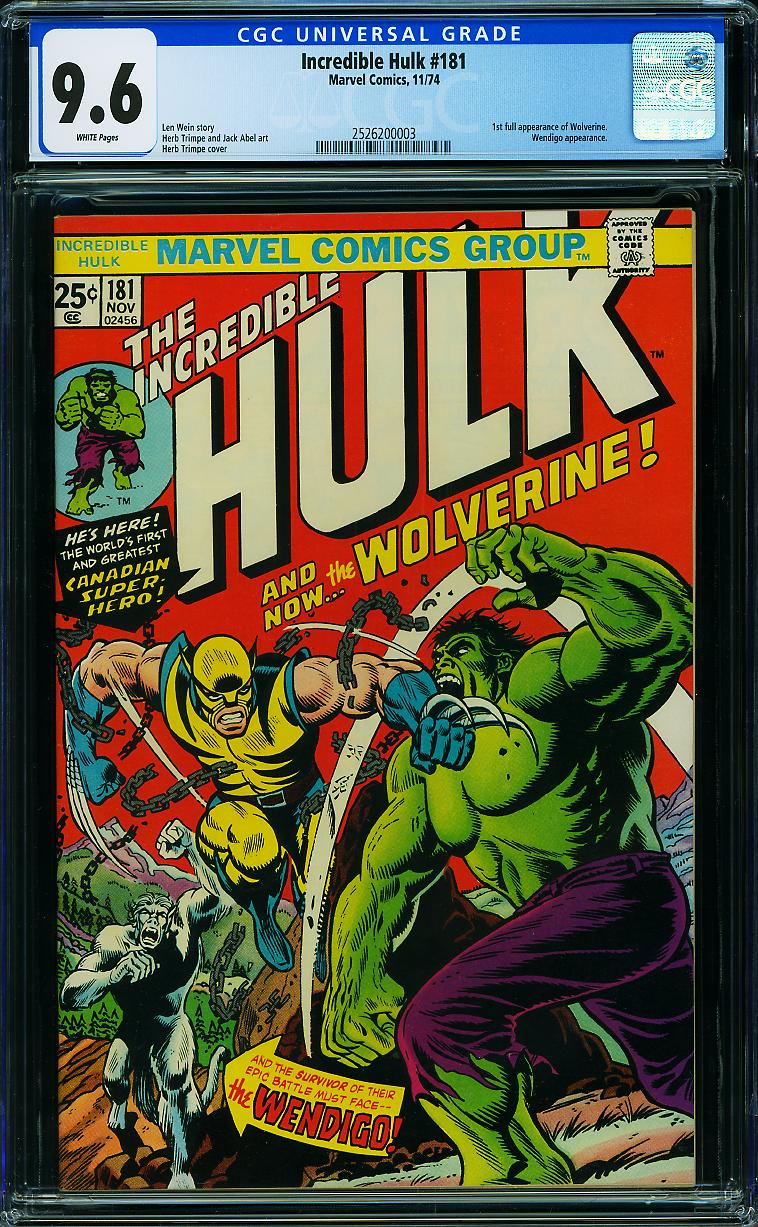 CGC UNIVERSAL GRADE
9.6
WHITE Pages
Incredible Hulk #181
Marvel Comics, 11/74
Len Wein story
Herb Trimpe and Jack Abel art
Herb Trimpe cover
2526200003
1st full appearance of Wolverine.
Wendigo appearance.
CGC
CGC
INCREDIBLE
HULK
MARVEL COMICS GROUP™
APPROVED
BY THE
COMICS
CODE
CA
AUTHORITY
25¢
CC
181
NOV
02456
THE
INCREDIBLE
HULK
TM
TM
HE'S HERE!
THE WORLD'S FIRST
AND GREATEST
CANADIAN
SUPER-
HERO!
AND
NOW...
the WOLVERINE!
AND THE SURVIVOR OF THEIR
EPIC BATTLE MUST FACE--
the WENDIGO!